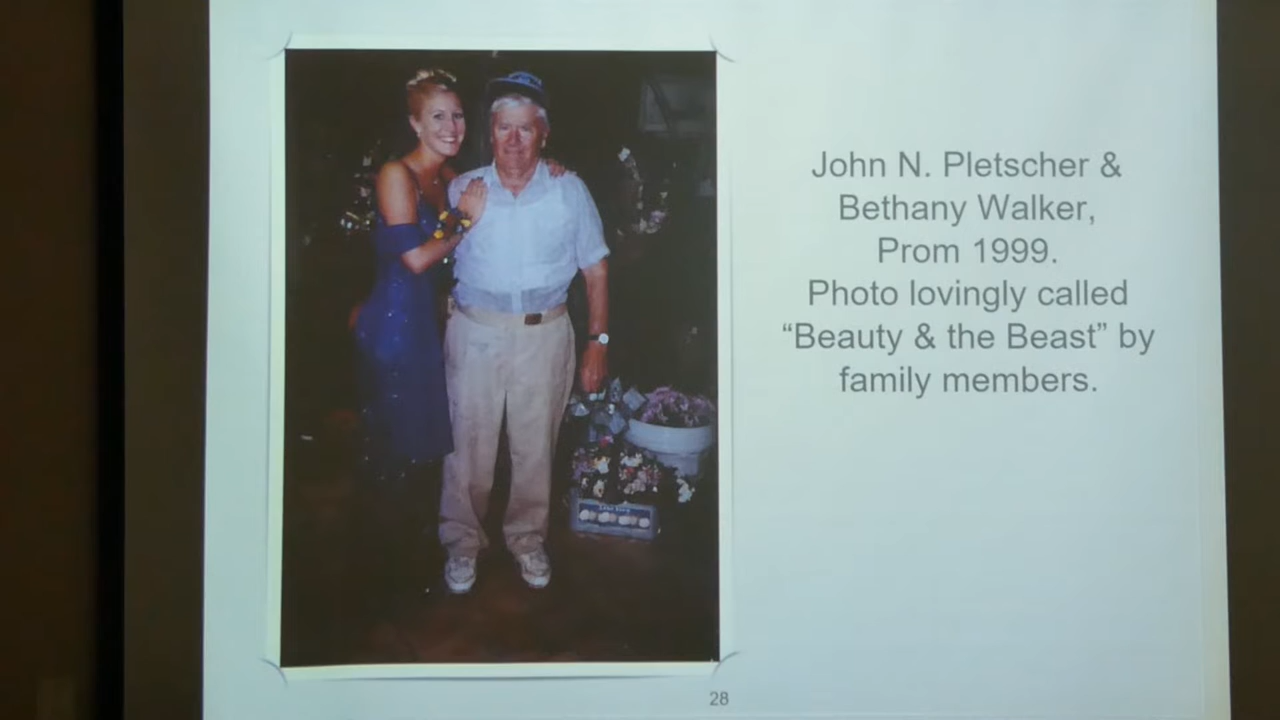 John N. Pletscher &
Bethany Walker,
Prom 1999.
Photo lovingly called
“Beauty & the Beast” by
family members.
28